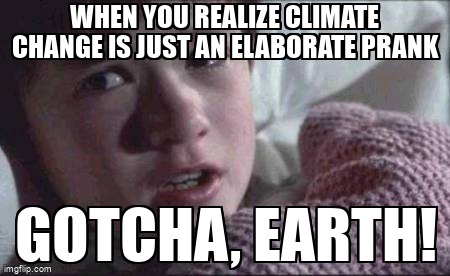 WHEN YOU REALIZE CLIMATE
CHANGE IS JUST AN ELABORATE PRANK
GOTCHA, EARTH!
imgflip.com